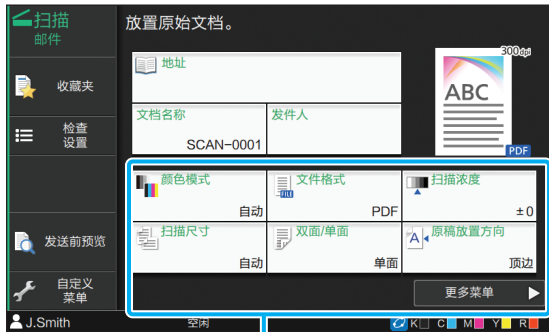 扫描
邮件
收藏夹
检查
设置
发送前预览
自定义
菜单
放置原始文档。
地址
文档名称
SCAN-0001
发件人
300dpi
ABC
PDF
颜色模式
自动
文件格式
FILE
PDF
扫描浓度
±0
扫描尺寸
自动
双面/单面
单面
原稿放置方向
A
顶边
更多菜单
J.Smith
空闲
K C M Y R